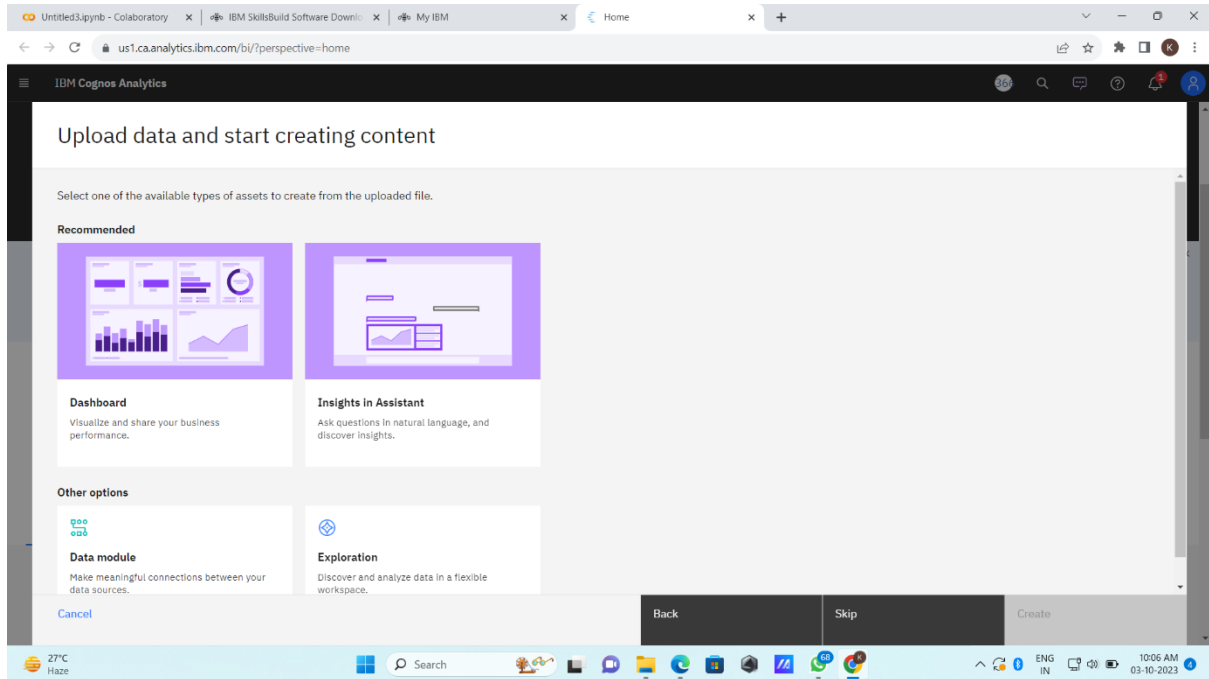 Untitled3.ipynb - Colaboratory
IBM SkillsBuild Software Downlo
My IBM
Home
us1.ca.analytics.ibm.com/bi/?perspective=home
K
IBM Cognos Analytics
1
Upload data and start creating content
Select one of the available types of assets to create from the uploaded file.
Recommended
Dashboard
Visualize and share your business
performance.
Insights in Assistant
Ask questions in natural language, and
discover insights.
Other options
Data module
Make meaningful connections between your
data sources.
Exploration
Discover and analyze data in a flexible
workspace.
Cancel
Back
Skip
Create
27°C
Haze
Search
68
K
ENG
IN
10:06 AM
03-10-2023
4